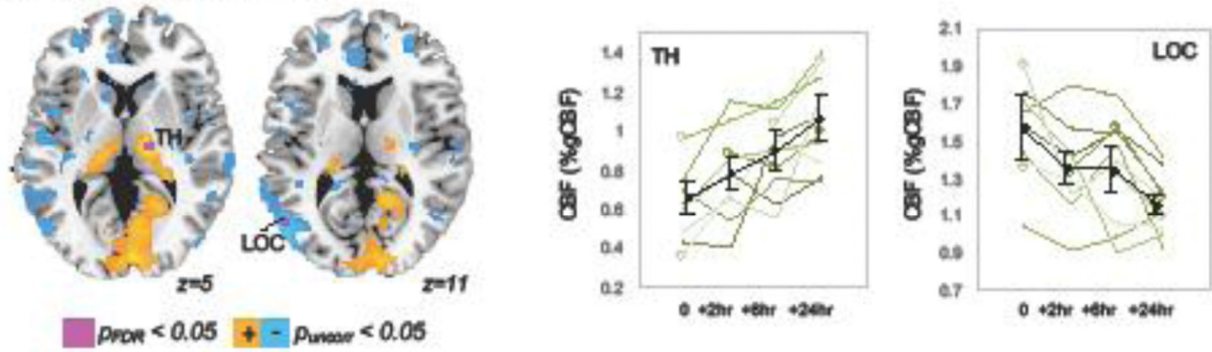 TH
LOC
z=5
z=11
pFDR < 0.05 + - puncorr < 0.05
TH
CBF (%gCBF)
1.4
1.2
1
0.8
0.6
0.4
0.2
0 +2hr +6hr +24hr
LOC
CBF (%gCBF)
2.1
1.9
1.7
1.5
1.3
1.1
0.9
0.7
0 +2hr +6hr +24hr